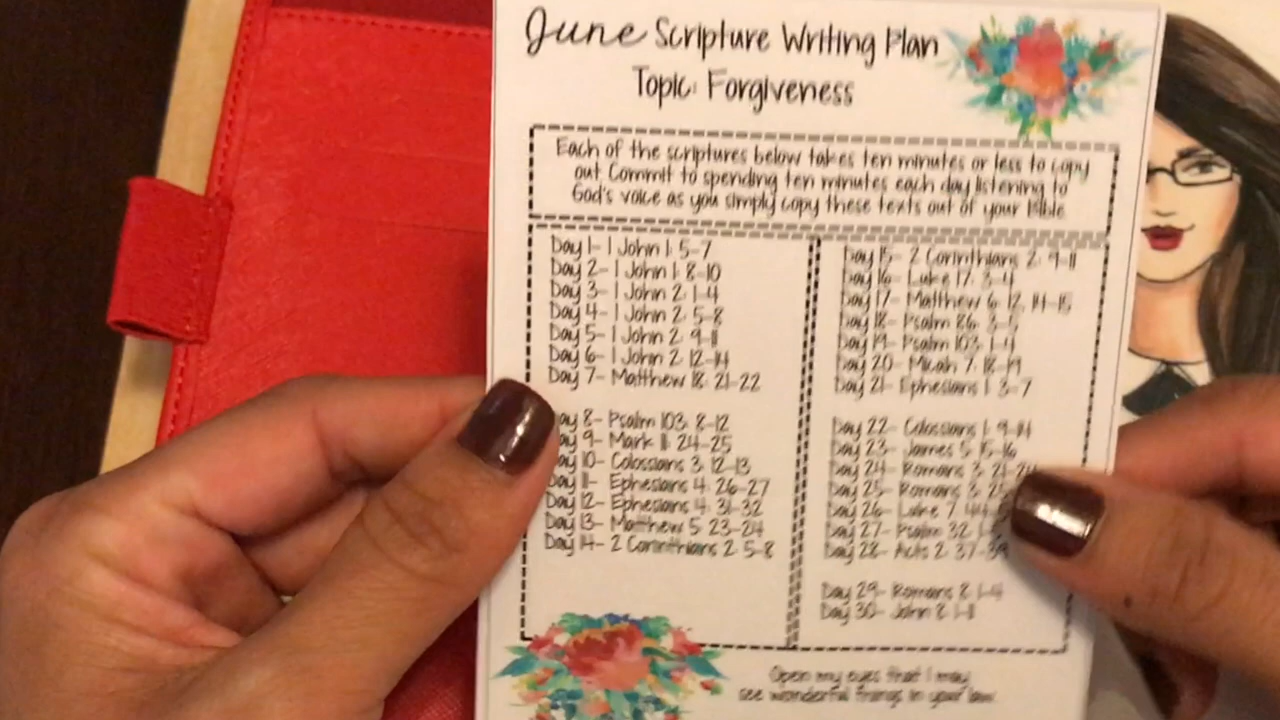 June Scripture Writing Plan
Topic: Forgiveness
Each of the scriptures below takes ten minutes or less to copy
out. Commit to spending ten minutes each day listening to
God's voice as you simply copy these texts out of your Bible.
Day 1- 1 John 1: 5-7
Day 2- 1 John 1: 8-10
Day 3- 1 John 2: 1-4
Day 4- 1 John 2: 5-8
Day 5- 1 John 2: 9-11
Day 6- 1 John 2: 12-14
Day 7- Matthew 18: 21-22
ay 8- Psalm 103: 8-12
ay 9- Mark 11: 24-25
Day 10- Colossians 3: 12-13
Day 11- Ephesians 4: 26-27
Day 12- Ephesians 4: 31-32
Day 13- Matthew 5: 23-24
Day 14- 2 Corinthians 2: 5-8
Day 15- 2 Corinthians 2: 9-11
Day 16- Luke 17: 3-4
Day 17- Matthew 6: 12, 14-15
Day 18- Psalm 86: 3-5
Day 19- Psalm 103: 1-4
Day 20- Micah 7: 18-19
Day 21- Ephesians 1: 3-7
Day 22- Colossians 1: 9-14
Day 23- James 5: 15-16
Day 24- Romans 3: 21-24
Day 25- Romans 3: 25
Day 26- Luke 7: 44
Day 27- Psalm 32: 1-
Day 28- Acts 2: 37-39
Day 29- Romans 8: 1-4
Day 30- John 8: 1-11
Open my eyes that I may
see wonderful things in your law.